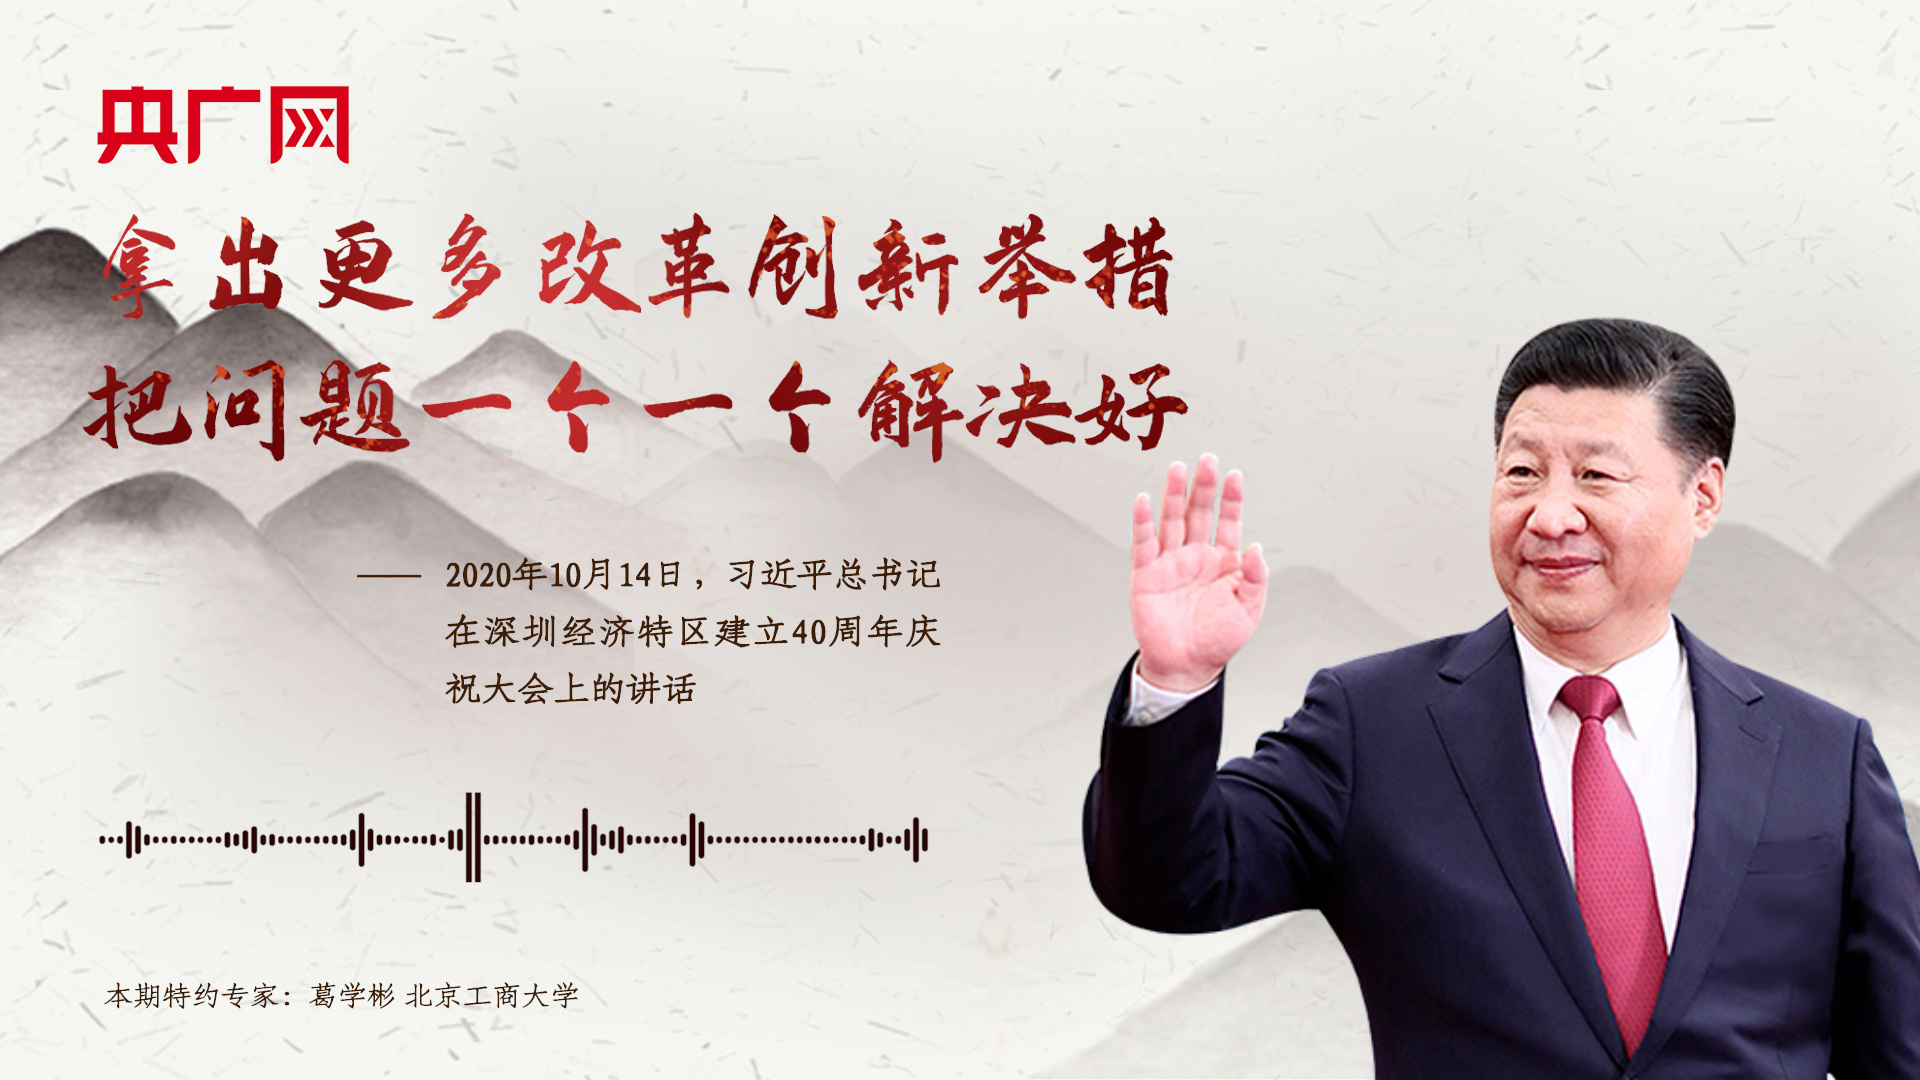 央广网
拿出更多改革创新举措
把问题一个一个解决好
—— 2020年10月14日，习近平总书记
在深圳经济特区建立40周年庆
祝大会上的讲话
本期特约专家：葛学彬 北京工商大学